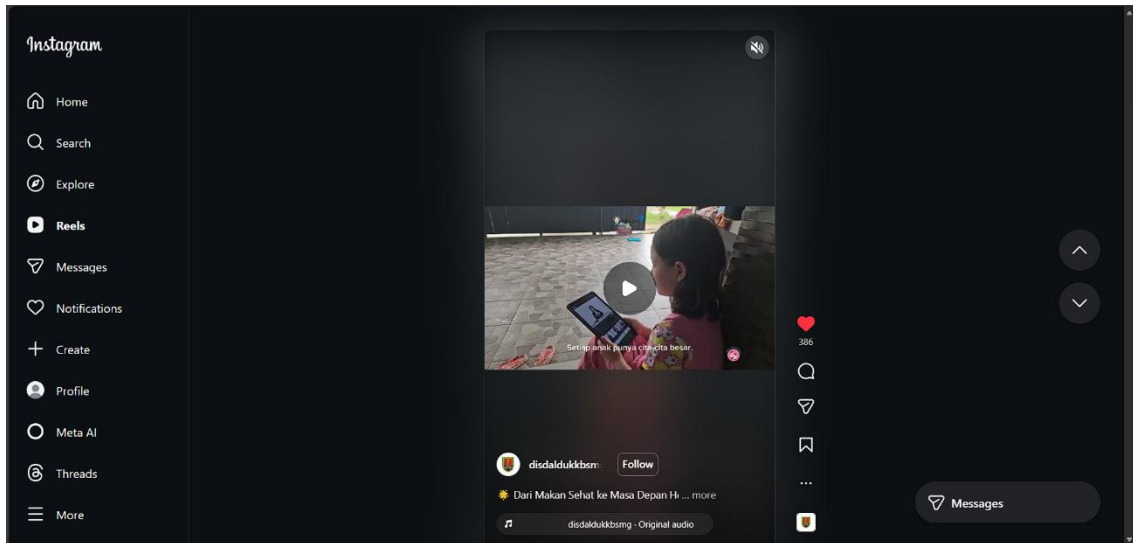 Instagram
Home
Search
Explore
Reels
Messages
Notifications
Create
Profile
Meta AI
Threads
More
Setiap anak punya cita-cita besar.
386
disdaldukkbsm
Follow
Dari Makan Sehat ke Masa Depan H ... more
disdaldukkbsmg · Original audio
Messages